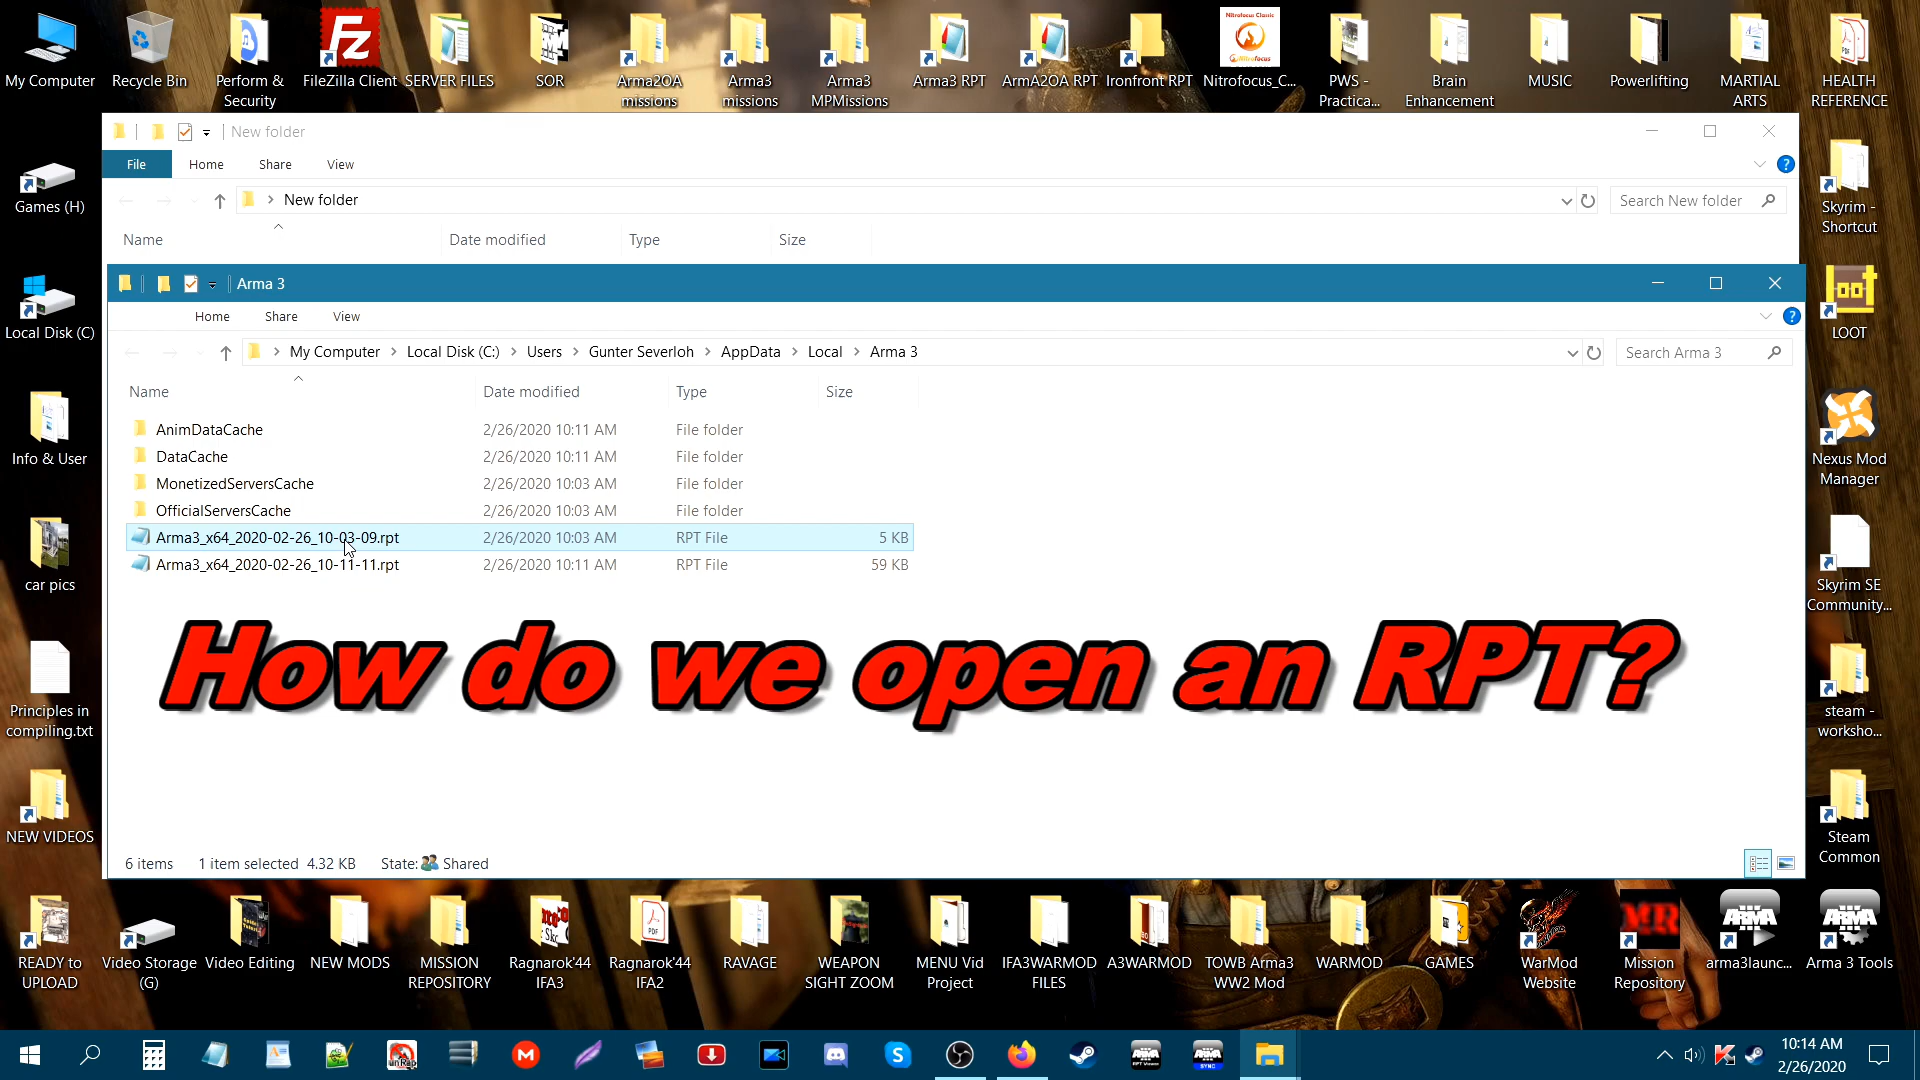 My Computer
Recycle Bin
Perform &
Security
FileZilla Client
SERVER FILES
SOR
Arma2OA
missions
Arma3
missions
Arma3
MPMissions
Arma3 RPT
ArmA2OA RPT
Ironfront RPT
Nitrofocus Classic
Nitrofocus
Nitrofocus_C...
PWS -
Practica...
Brain
Enhancement
MUSIC
Powerlifting
MARTIAL
ARTS
HEALTH
REFERENCE
New folder
File
Home
Share
View
New folder
Search New folder
Name
Date modified
Type
Size
Arma 3
Home
Share
View
My Computer
Local Disk (C:)
Users
Gunter Severloh
AppData
Local
Arma 3
Search Arma 3
Name
Date modified
Type
Size
AnimDataCache 2/26/2020 10:11 AM File folder
DataCache 2/26/2020 10:11 AM File folder
MonetizedServersCache 2/26/2020 10:03 AM File folder
OfficialServersCache 2/26/2020 10:03 AM File folder
Arma3_x64_2020-02-26_10-03-09.rpt 2/26/2020 10:03 AM RPT File 5 KB
Arma3_x64_2020-02-26_10-11-11.rpt 2/26/2020 10:11 AM RPT File 59 KB
How do we open an RPT?
6 items 1 item selected 4.32 KB State: Shared
Games (H)
Local Disk (C)
Info & User
car pics
Principles in
compiling.txt
NEW VIDEOS
Skyrim -
Shortcut
LOOT
Nexus Mod
Manager
Skyrim SE
Community...
steam -
worksho...
Steam
Common
READY to
UPLOAD
Video Storage
(G)
Video Editing
NEW MODS
MISSION
REPOSITORY
Ragnarok'44
IFA3
Ragnarok'44
IFA2
RAVAGE
WEAPON
SIGHT ZOOM
MENU Vid
Project
IFA3WARMOD
FILES
A3WARMOD
TOWB Arma3
WW2 Mod
WARMOD
GAMES
WarMod
Website
MR
Mission
Repository
ARMA
arma3launc...
ARMA
Arma 3 Tools
10:14 AM
2/26/2020